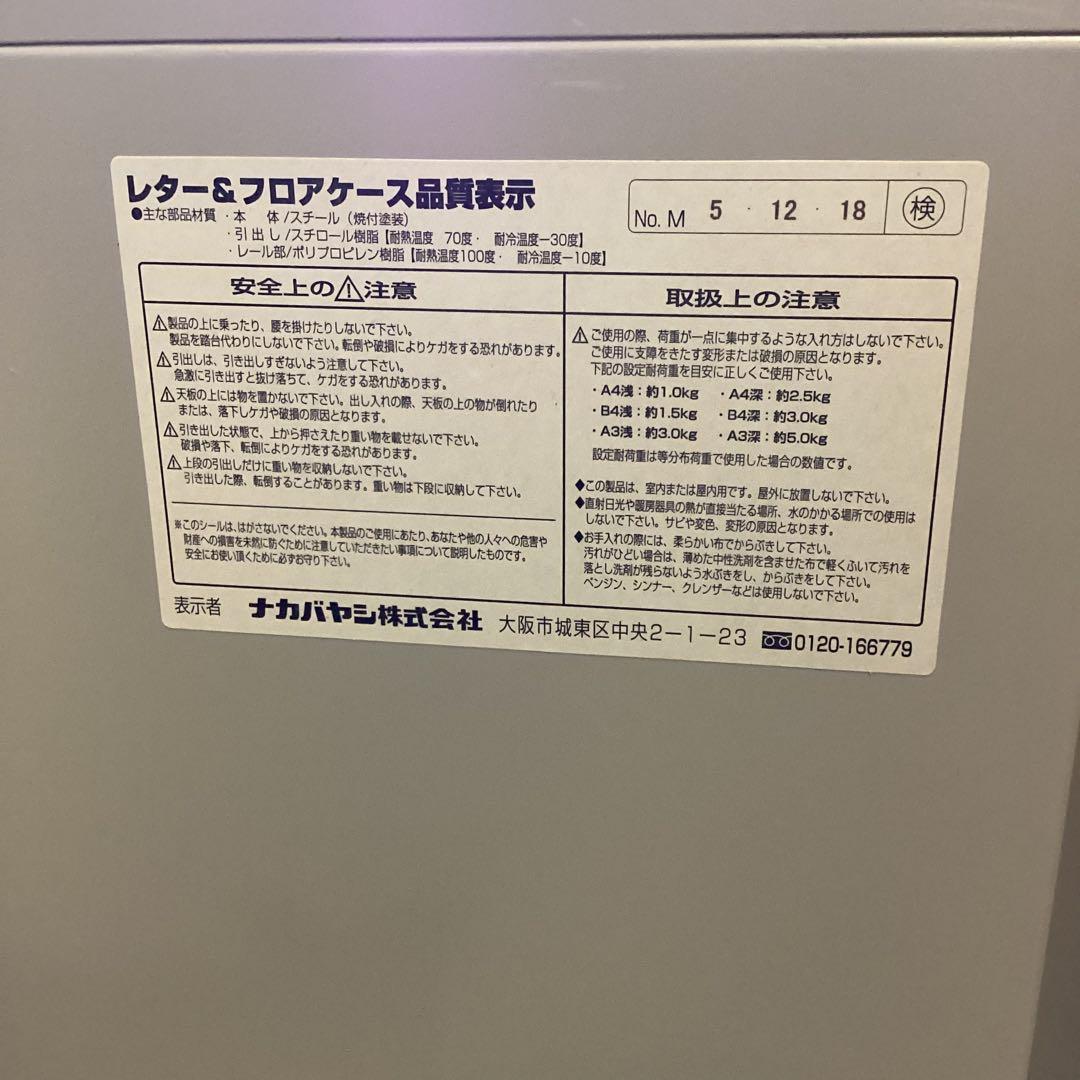 レター&フロアケース品質表示
No. M 5 · 12 · 18 検
●主な部品材質 ・本 体/スチール（焼付塗装）
・引出し/スチロール樹脂【耐熱温度 70度・ 耐冷温度−30度】
・レール部/ポリプロピレン樹脂【耐熱温度100度・ 耐冷温度−10度】
安全上の⚠注意
⚠製品の上に乗ったり、腰を掛けたりしないで下さい。
製品を踏台代わりにしないで下さい。転倒や破損によりケガをする恐れがあります。
⚠引出しは、引き出しすぎないよう注意して下さい。
急激に引き出すと抜け落ちて、ケガをする恐れがあります。
⚠天板の上には物を置かないで下さい。出し入れの際、天板の上の物が倒れたり
または、落下しケガや破損の原因となります。
⚠引き出した状態で、上から押さえたり重い物を載せないで下さい。
破損や落下、転倒によりケガをする恐れがあります。
⚠上段の引出しだけに重い物を収納しないで下さい。
引き出した際、転倒することがあります。重い物は下段に収納して下さい。
※このシールは、はがさないでください。本製品のご使用にあたり、あなたや他の人々への危害や
財産への損害を未然に防ぐために注意していただきたい事項について説明したものです。
安全にお使い頂くために必ずお守り下さい。
取扱上の注意
⚠ご使用の際、荷重が一点に集中するような入れ方はしないで下さい。
ご使用に支障をきたす変形または破損の原因となります。
下記の設定耐荷重を目安に正しくご使用下さい。
・A4浅：約1.0kg ・A4深：約2.5kg
・B4浅：約1.5kg ・B4深：約3.0kg
・A3浅：約3.0kg ・A3深：約5.0kg
設定耐荷重は等分布荷重で使用した場合の数値です。
◆この製品は、室内または屋内用です。屋外に放置しないで下さい。
◆直射日光や暖房器具の熱が直接当たる場所、水のかかる場所での使用は
しないで下さい。サビや変色、変形の原因となります。
◆お手入れの際には、柔らかい布でからぶきして下さい。
汚れがひどい場合は、薄めた中性洗剤を含ませた布で軽くふいて汚れを
落とし洗剤が残らないよう水ぶきをし、からぶきをして下さい。
ベンジン、シンナー、クレンザーなどは使用しないで下さい。
表示者 ナカバヤシ株式会社 大阪市城東区中央2−1−23 0120-166779